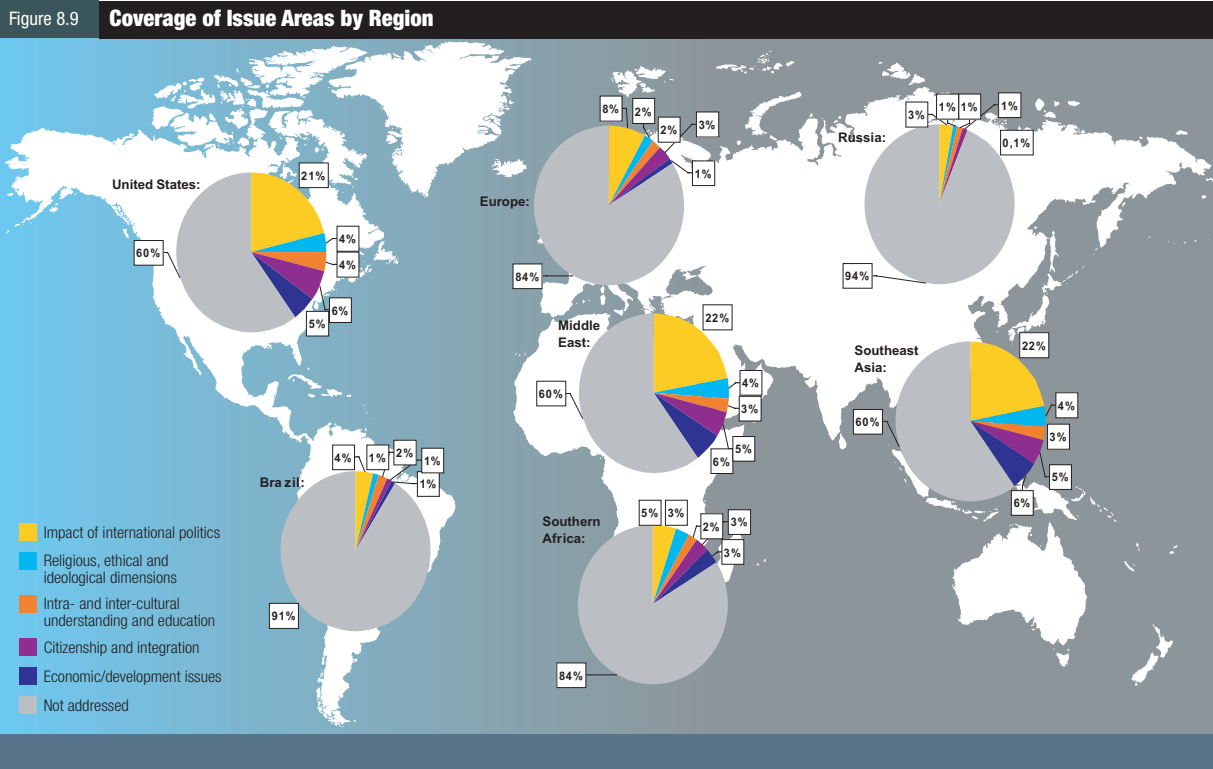 Figure 8.9
Coverage of Issue Areas by Region
United States:
21%
4%
4%
6%
5%
60%
Europe:
8%
2%
2%
3%
1%
84%
Russia:
3%
1%
1%
1%
0,1%
94%
Middle
East:
22%
4%
3%
5%
6%
60%
Southeast
Asia:
22%
4%
3%
5%
6%
60%
Brazil:
4%
1%
2%
1%
1%
91%
Southern
Africa:
5%
3%
2%
3%
3%
84%
Impact of international politics
Religious, ethical and
ideological dimensions
Intra- and inter-cultural
understanding and education
Citizenship and integration
Economic/development issues
Not addressed